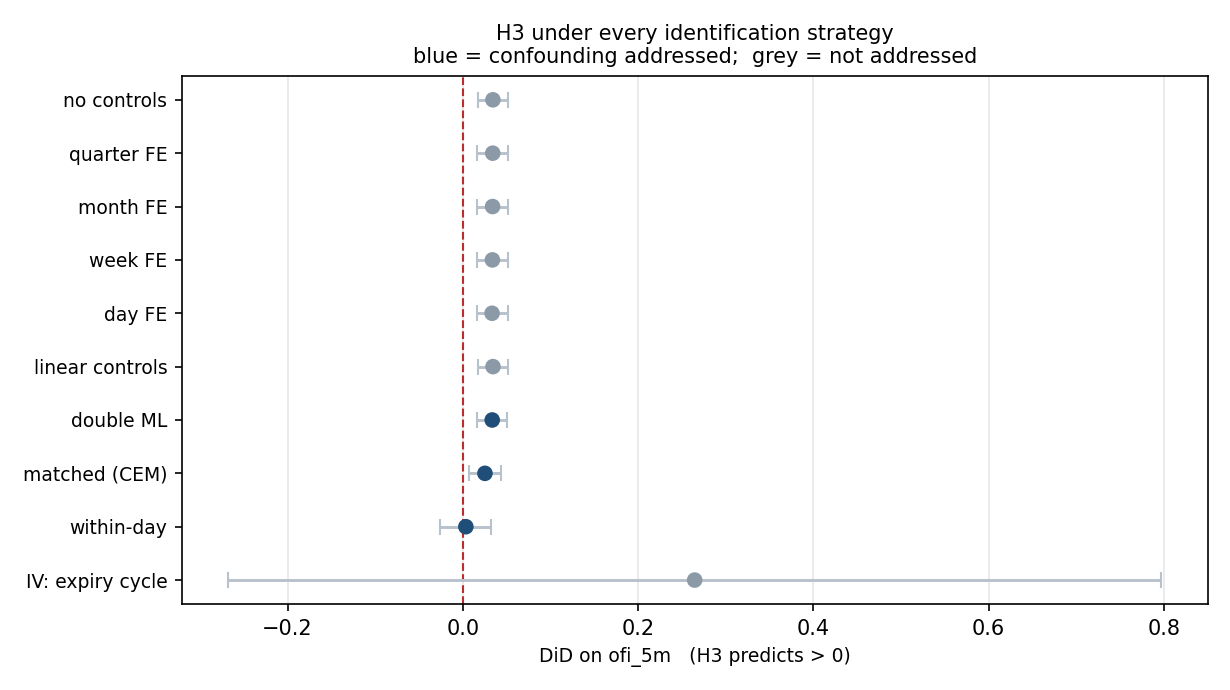 H3 under every identification strategy
blue = confounding addressed;  grey = not addressed
no controls
quarter FE
month FE
week FE
day FE
linear controls
double ML
matched (CEM)
within-day
IV: expiry cycle
−0.2
0.0
0.2
0.4
0.6
0.8
DiD on ofi_5m   (H3 predicts > 0)